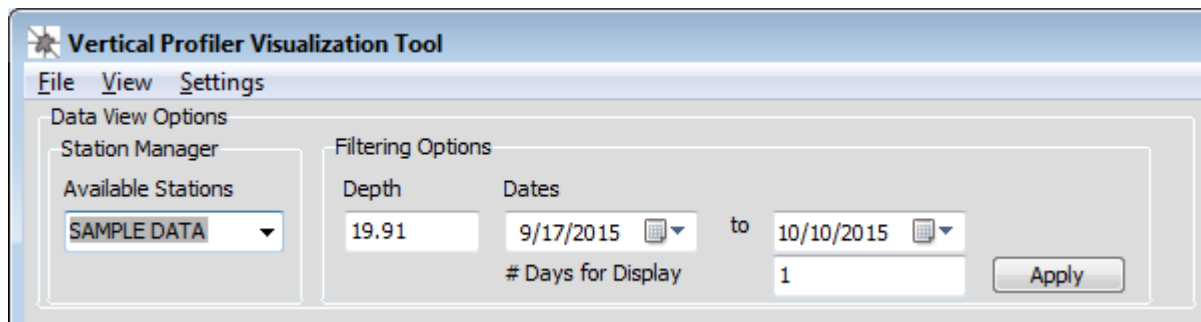 Vertical Profiler Visualization Tool
File View Settings
Data View Options
Station Manager
Filtering Options
Available Stations
Depth
Dates
SAMPLE DATA
19.91
9/17/2015
to
10/10/2015
# Days for Display
1
Apply